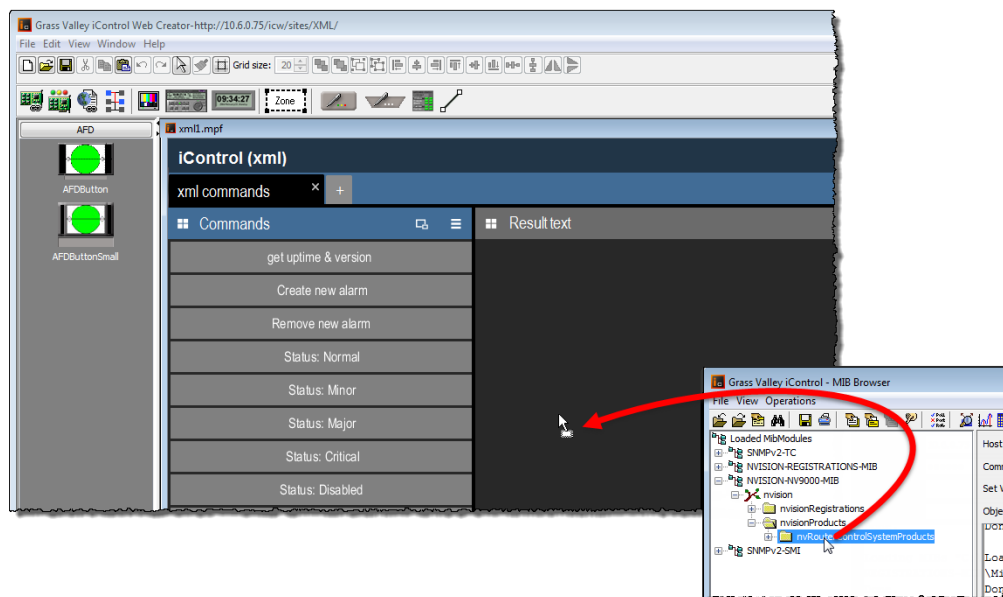 Grass Valley iControl Web Creator-http://10.6.0.75/icw/sites/XML/
File Edit View Window Help
Grid size: 20
09:34:27
Zone
AFD
xml1.mpf
AFDButton
AFDButtonSmall
iControl (xml)
xml commands × +
Commands
Result text
get uptime & version
Create new alarm
Remove new alarm
Status: Normal
Status: Minor
Status: Major
Status: Critical
Status: Disabled
Grass Valley iControl - MIB Browser
File View Operations
Loaded MibModules
SNMPv2-TC
NVISION-REGISTRATIONS-MIB
NVISION-NV9000-MIB
nvision
nvisionRegistrations
nvisionProducts
SNMPv2-SMI
Host
Comm
Set V
Obje
Don
Loa
\Mi
Don